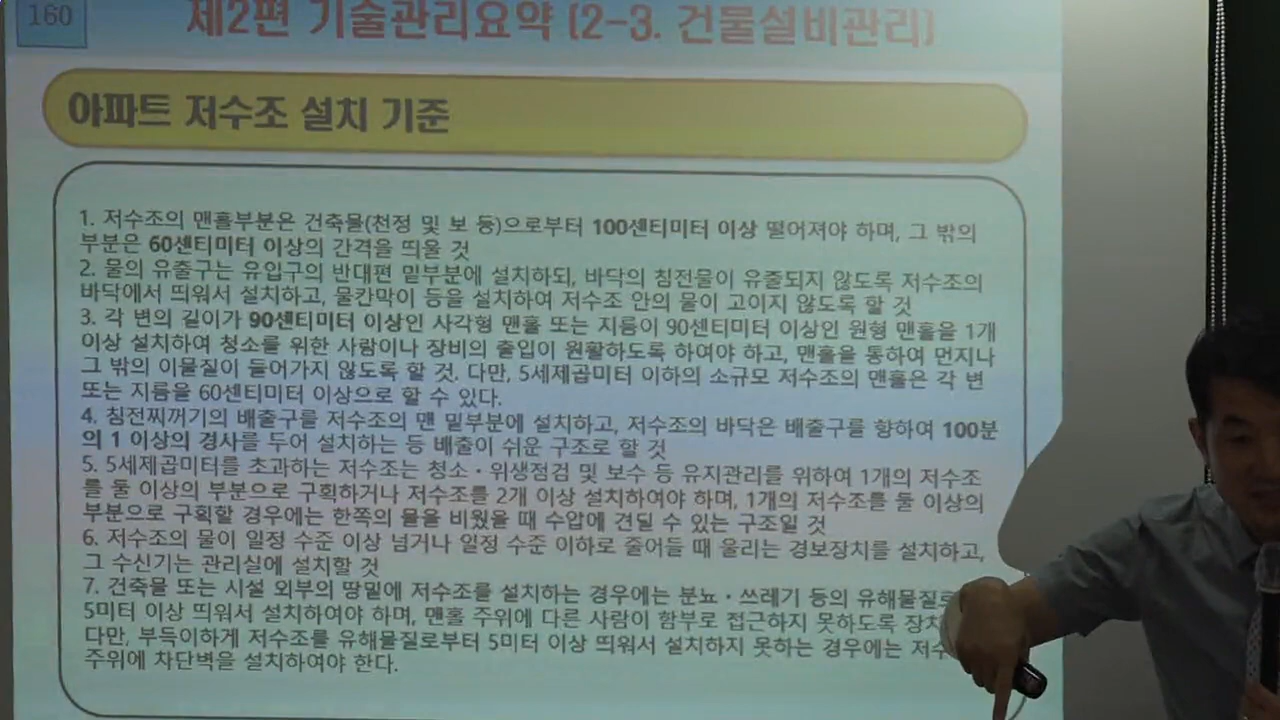 160
제2편 기술관리요약 (2-3. 건물설비관리)
아파트 저수조 설치 기준
1. 저수조의 맨홀부분은 건축물(천정 및 보 등)으로부터 100센티미터 이상 떨어져야 하며, 그 밖의
부분은 60센티미터 이상의 간격을 띄울 것
2. 물의 유출구는 유입구의 반대편 밑부분에 설치하되, 바닥의 침전물이 유출되지 않도록 저수조의
바닥에서 띄워서 설치하고, 물칸막이 등을 설치하여 저수조 안의 물이 고이지 않도록 할 것
3. 각 변의 길이가 90센티미터 이상인 사각형 맨홀 또는 지름이 90센티미터 이상인 원형 맨홀을 1개
이상 설치하여 청소를 위한 사람이나 장비의 출입이 원활하도록 하여야 하고, 맨홀을 통하여 먼지나
그 밖의 이물질이 들어가지 않도록 할 것. 다만, 5세제곱미터 이하의 소규모 저수조의 맨홀은 각 변
또는 지름을 60센티미터 이상으로 할 수 있다.
4. 침전찌꺼기의 배출구를 저수조의 맨 밑부분에 설치하고, 저수조의 바닥은 배출구를 향하여 100분
의 1 이상의 경사를 두어 설치하는 등 배출이 쉬운 구조로 할 것
5. 5세제곱미터를 초과하는 저수조는 청소·위생점검 및 보수 등 유지관리를 위하여 1개의 저수조
를 둘 이상의 부분으로 구획하거나 저수조를 2개 이상 설치하여야 하며, 1개의 저수조를 둘 이상의
부분으로 구획할 경우에는 한쪽의 물을 비웠을 때 수압에 견딜 수 있는 구조일 것
6. 저수조의 물이 일정 수준 이상 넘거나 일정 수준 이하로 줄어들 때 울리는 경보장치를 설치하고,
그 수신기는 관리실에 설치할 것
7. 건축물 또는 시설 외부의 땅밑에 저수조를 설치하는 경우에는 분뇨·쓰레기 등의 유해물질로
5미터 이상 띄워서 설치하여야 하며, 맨홀 주위에 다른 사람이 함부로 접근하지 못하도록 장치
다만, 부득이하게 저수조를 유해물질로부터 5미터 이상 띄워서 설치하지 못하는 경우에는 저수
주위에 차단벽을 설치하여야 한다.